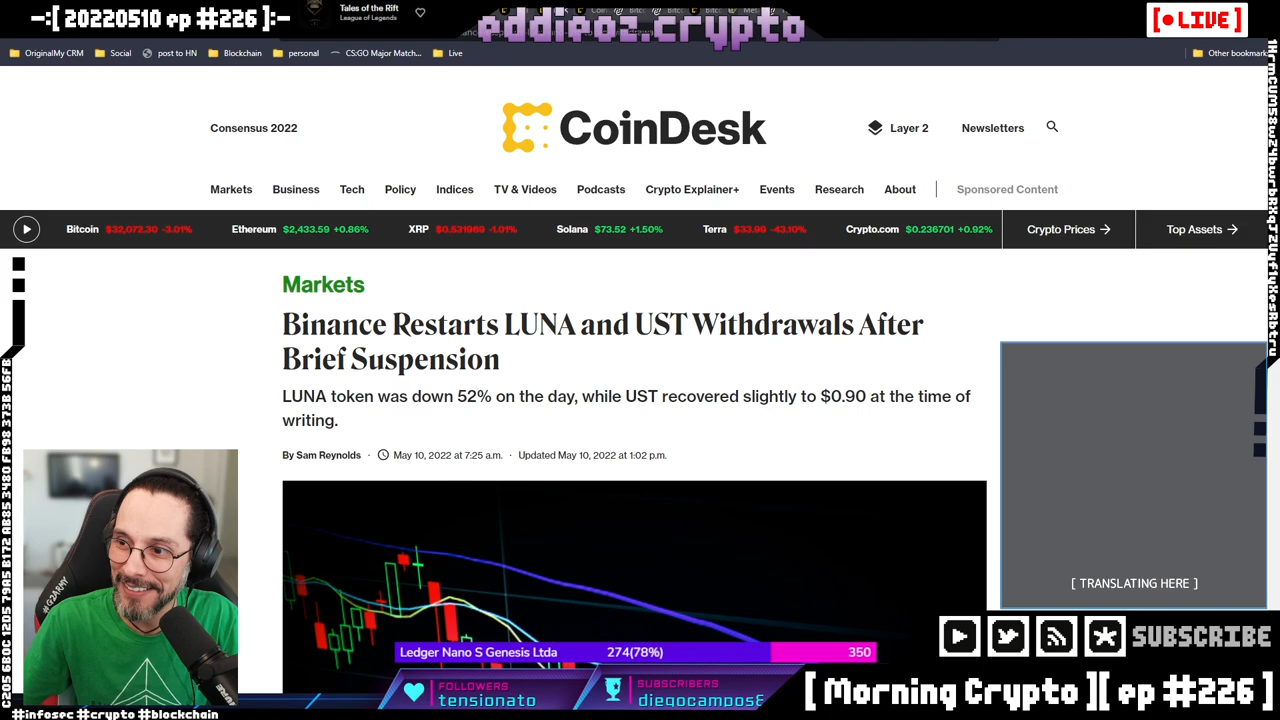 -:[ 20220510 ep #226 ]:-
Tales of the Rift
League of Legends
eddieoz.crypto
[•LIVE]
OriginalMy CRM
Social
post to HN
Blockchain
personal
CS:GO Major Match...
Live
Other bookmark
Consensus 2022
CoinDesk
Layer 2
Newsletters
Markets
Business
Tech
Policy
Indices
TV & Videos
Podcasts
Crypto Explainer+
Events
Research
About
Sponsored Content
Bitcoin $32,072.30 -3.01%
Ethereum $2,433.59 +0.86%
XRP $0.531969 -1.01%
Solana $73.52 +1.50%
Terra $33.99 -43.10%
Crypto.com $0.236701 +0.92%
Crypto Prices →
Top Assets →
Markets
Binance Restarts LUNA and UST Withdrawals After
Brief Suspension
LUNA token was down 52% on the day, while UST recovered slightly to $0.90 at the time of
writing.
By Sam Reynolds · May 10, 2022 at 7:25 a.m. · Updated May 10, 2022 at 1:02 p.m.
[ TRANSLATING HERE ]
#G2ARMY
Ledger Nano S Genesis Ltda 274(78%) 350
FOLLOWERS
tensionato
SUBSCRIBERS
diegocampos8
SUBSCRIBE
[ Morning Crypto ][ ep #226 ]
#infosec #crypto #blockchain